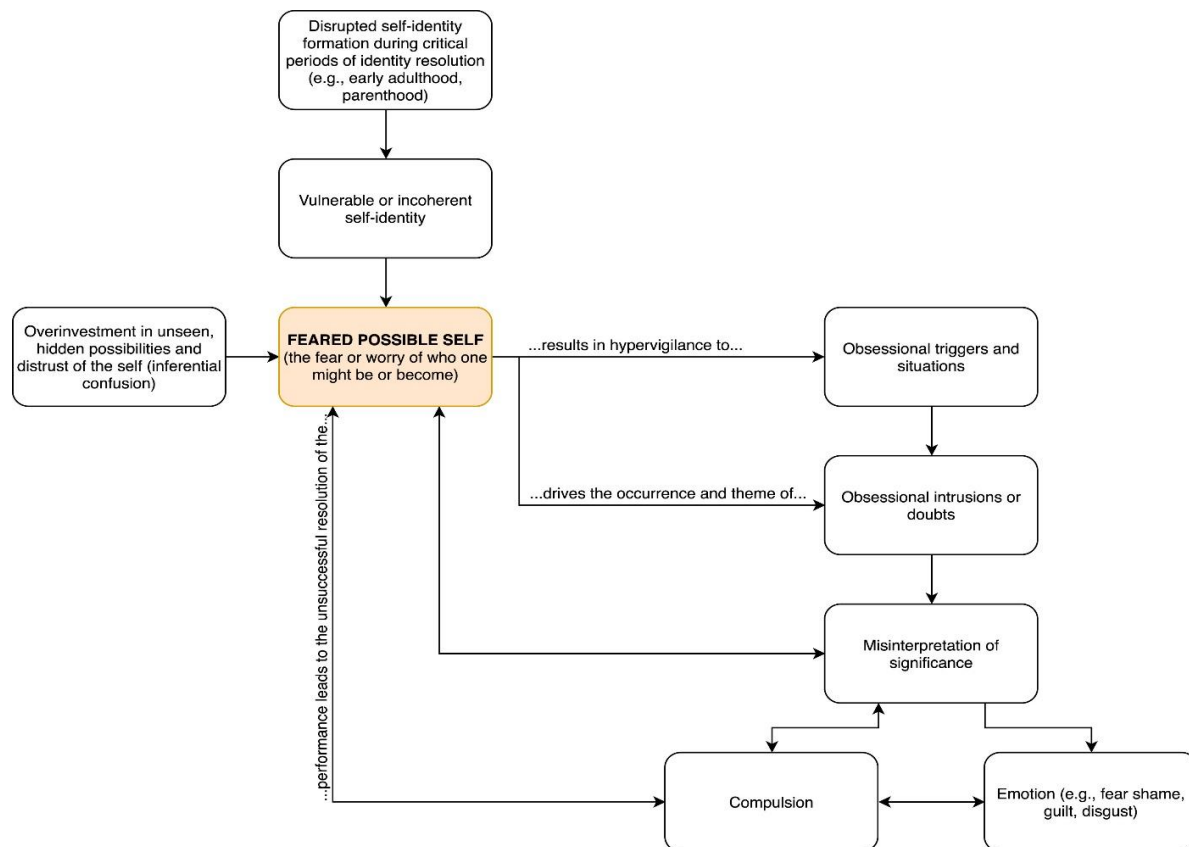 Disrupted self-identity
formation during critical
periods of identity resolution
(e.g., early adulthood,
parenthood)
Vulnerable or incoherent
self-identity
Overinvestment in unseen,
hidden possibilities and
distrust of the self (inferential
confusion)
FEARED POSSIBLE SELF
(the fear or worry of who one
might be or become)
...results in hypervigilance to...
Obsessional triggers and
situations
...drives the occurrence and theme of...
Obsessional intrusions or
doubts
...performance leads to the unsuccessful resolution of the...
Misinterpretation of
significance
Compulsion
Emotion (e.g., fear shame,
guilt, disgust)